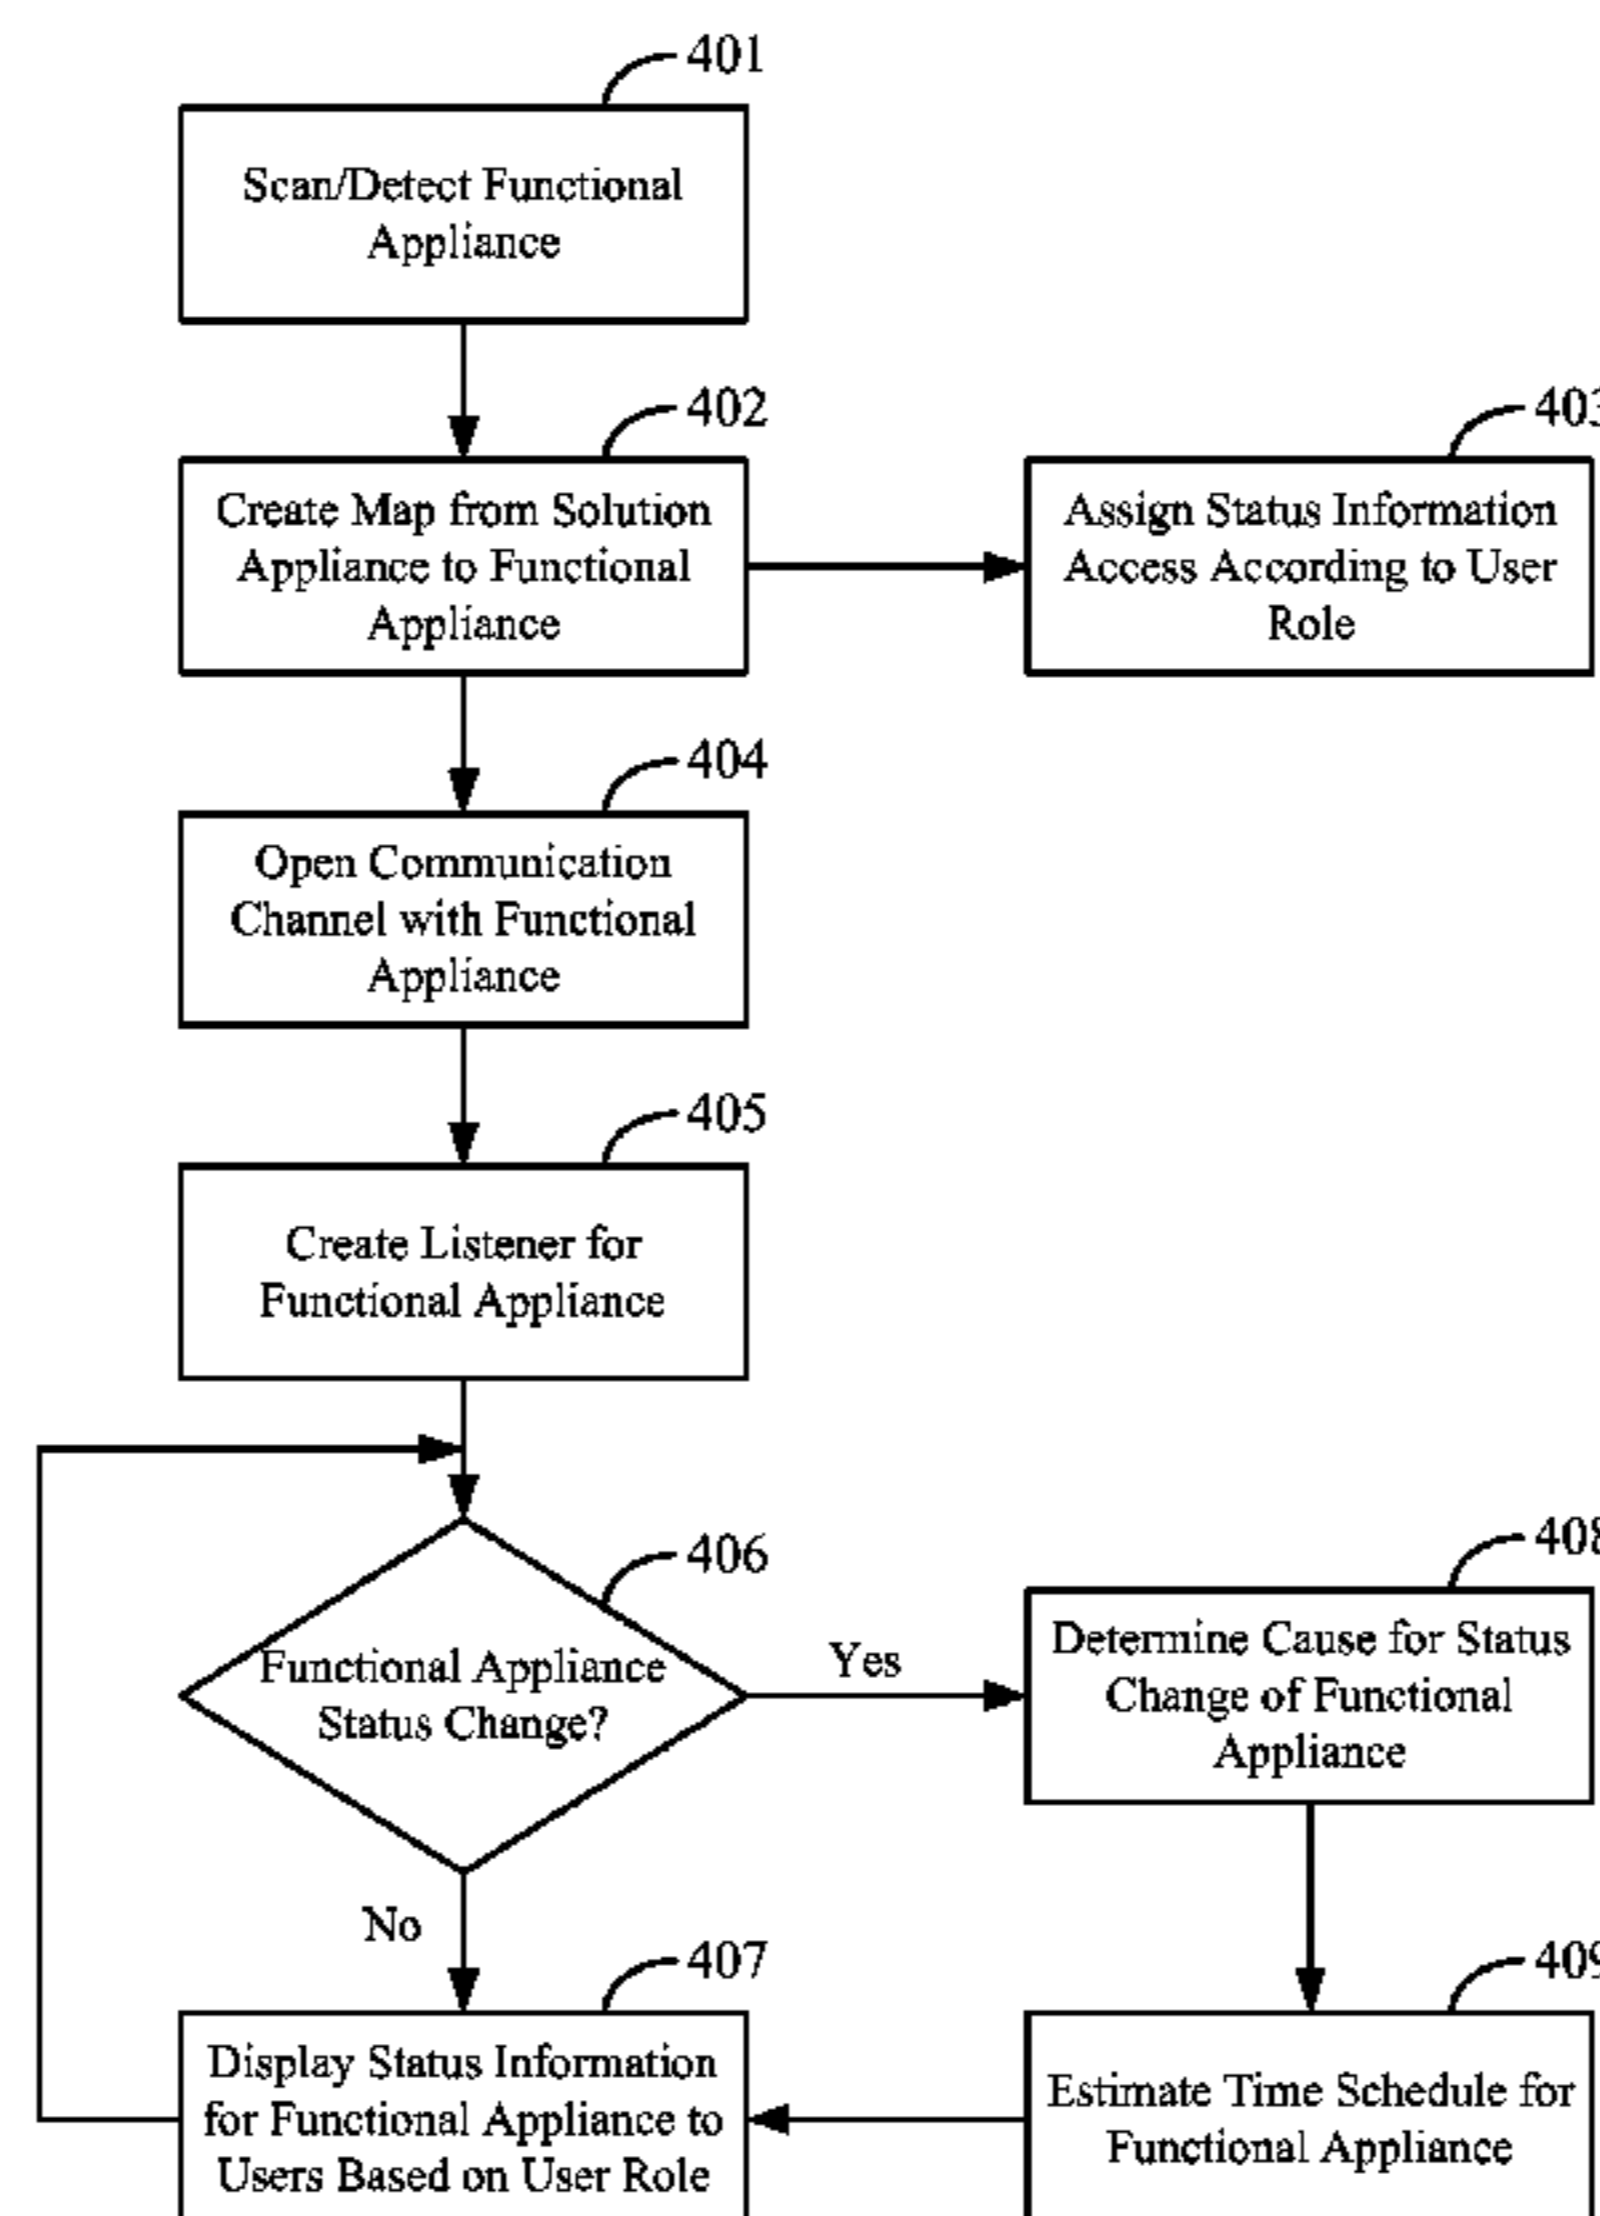 401
Scan/Detect Functional
Appliance
402
Create Map from Solution
Appliance to Functional
Appliance
403
Assign Status Information
Access According to User
Role
404
Open Communication
Channel with Functional
Appliance
405
Create Listener for
Functional Appliance
406
Functional Appliance
Status Change?
Yes
No
408
Determine Cause for Status
Change of Functional
Appliance
407
Display Status Information
for Functional Appliance to
Users Based on User Role
409
Estimate Time Schedule for
Functional Appliance